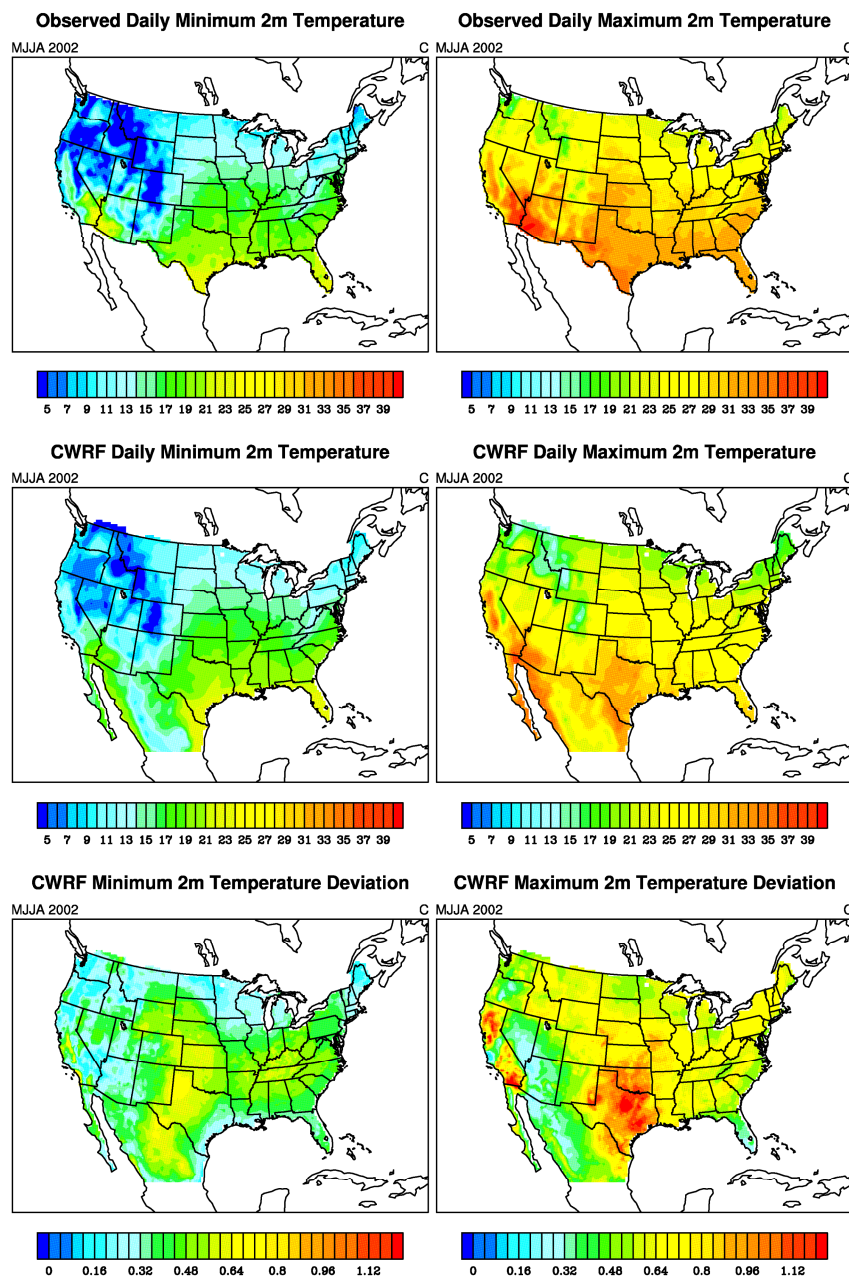 Observed Daily Minimum 2m Temperature
Observed Daily Maximum 2m Temperature
MJJA 2002 C
MJJA 2002 C
5 7 9 11 13 15 17 19 21 23 25 27 29 31 33 35 37 39
5 7 9 11 13 15 17 19 21 23 25 27 29 31 33 35 37 39
CWRF Daily Minimum 2m Temperature
CWRF Daily Maximum 2m Temperature
MJJA 2002 C
MJJA 2002 C
5 7 9 11 13 15 17 19 21 23 25 27 29 31 33 35 37 39
5 7 9 11 13 15 17 19 21 23 25 27 29 31 33 35 37 39
CWRF Minimum 2m Temperature Deviation
CWRF Maximum 2m Temperature Deviation
MJJA 2002 C
MJJA 2002 C
0 0.16 0.32 0.48 0.64 0.8 0.96 1.12
0 0.16 0.32 0.48 0.64 0.8 0.96 1.12